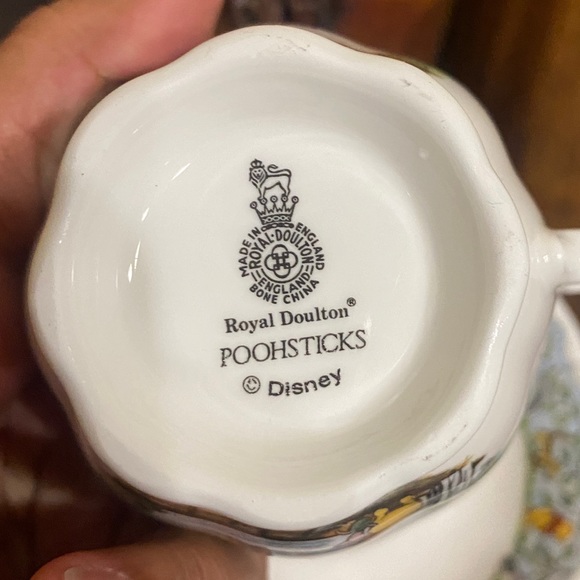 MADE IN ENGLAND
ROYAL·DOULTON
ENGLAND
BONE CHINA
Royal Doulton®
POOHSTICKS
© Disney